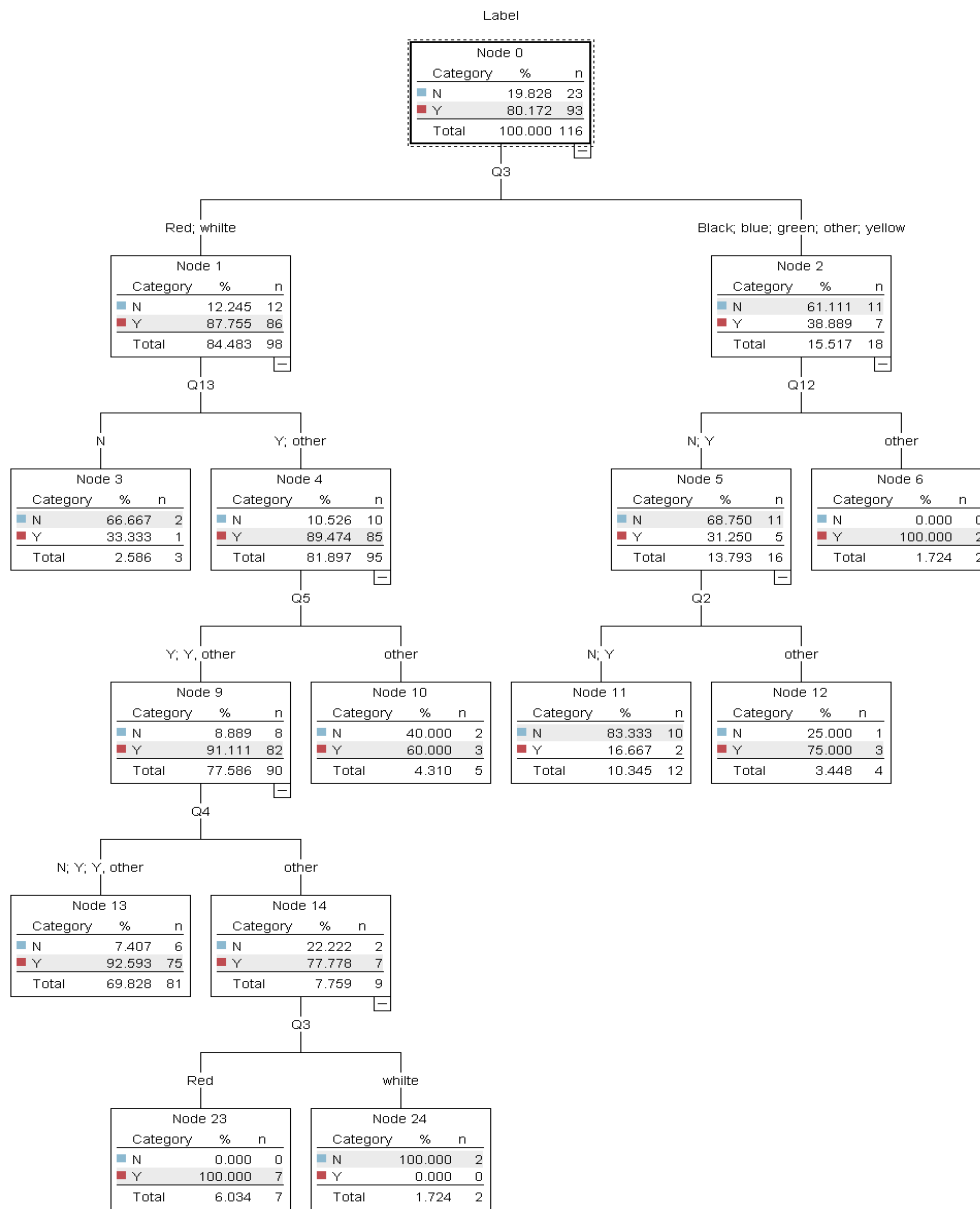 Label
Node 0
Category % n
N 19.828 23
Y 80.172 93
Total 100.000 116
Q3
Red; whilte
Black; blue; green; other; yellow
Node 1
Category % n
N 12.245 12
Y 87.755 86
Total 84.483 98
Node 2
Category % n
N 61.111 11
Y 38.889 7
Total 15.517 18
Q13
Q12
N
Y; other
N; Y
other
Node 3
Category % n
N 66.667 2
Y 33.333 1
Total 2.586 3
Node 4
Category % n
N 10.526 10
Y 89.474 85
Total 81.897 95
Node 5
Category % n
N 68.750 11
Y 31.250 5
Total 13.793 16
Node 6
Category % n
N 0.000 0
Y 100.000 2
Total 1.724 2
Q5
Q2
Y; Y, other
other
N; Y
other
Node 9
Category % n
N 8.889 8
Y 91.111 82
Total 77.586 90
Node 10
Category % n
N 40.000 2
Y 60.000 3
Total 4.310 5
Node 11
Category % n
N 83.333 10
Y 16.667 2
Total 10.345 12
Node 12
Category % n
N 25.000 1
Y 75.000 3
Total 3.448 4
Q4
N; Y; Y, other
other
Node 13
Category % n
N 7.407 6
Y 92.593 75
Total 69.828 81
Node 14
Category % n
N 22.222 2
Y 77.778 7
Total 7.759 9
Q3
Red
whilte
Node 23
Category % n
N 0.000 0
Y 100.000 7
Total 6.034 7
Node 24
Category % n
N 100.000 2
Y 0.000 0
Total 1.724 2